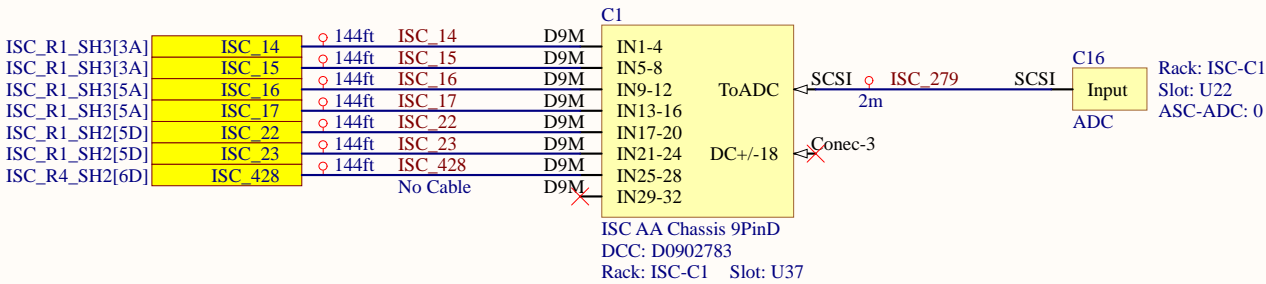 C1
ISC_R1_SH3[3A] ISC_14 144ft ISC_14 D9M IN1-4
ISC_R1_SH3[3A] ISC_15 144ft ISC_15 D9M IN5-8
ISC_R1_SH3[5A] ISC_16 144ft ISC_16 D9M IN9-12
ISC_R1_SH3[5A] ISC_17 144ft ISC_17 D9M IN13-16
ISC_R1_SH2[5D] ISC_22 144ft ISC_22 D9M IN17-20
ISC_R1_SH2[5D] ISC_23 144ft ISC_23 D9M IN21-24
ISC_R4_SH2[6D] ISC_428 144ft ISC_428 D9M IN25-28
No Cable D9M IN29-32
ToADC SCSI ISC_279 SCSI
2m
DC+/-18 Conec-3
ISC AA Chassis 9PinD
DCC: D0902783
Rack: ISC-C1 Slot: U37
C16
Input
ADC
Rack: ISC-C1
Slot: U22
ASC-ADC: 0